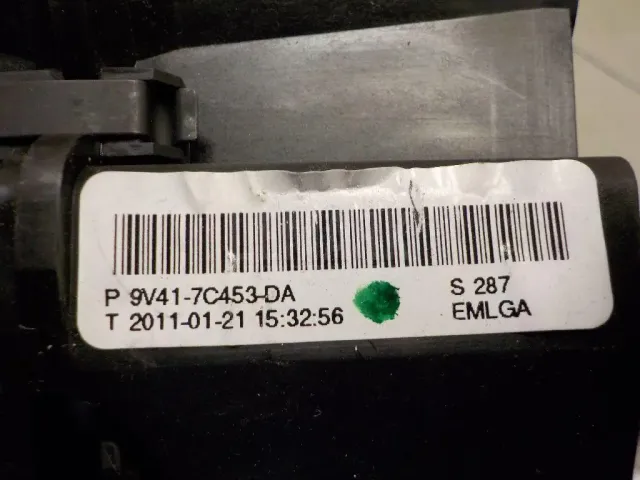 P 9V41-7C453-DA
S 287
T 2011-01-21 15:32:56
EMLGA